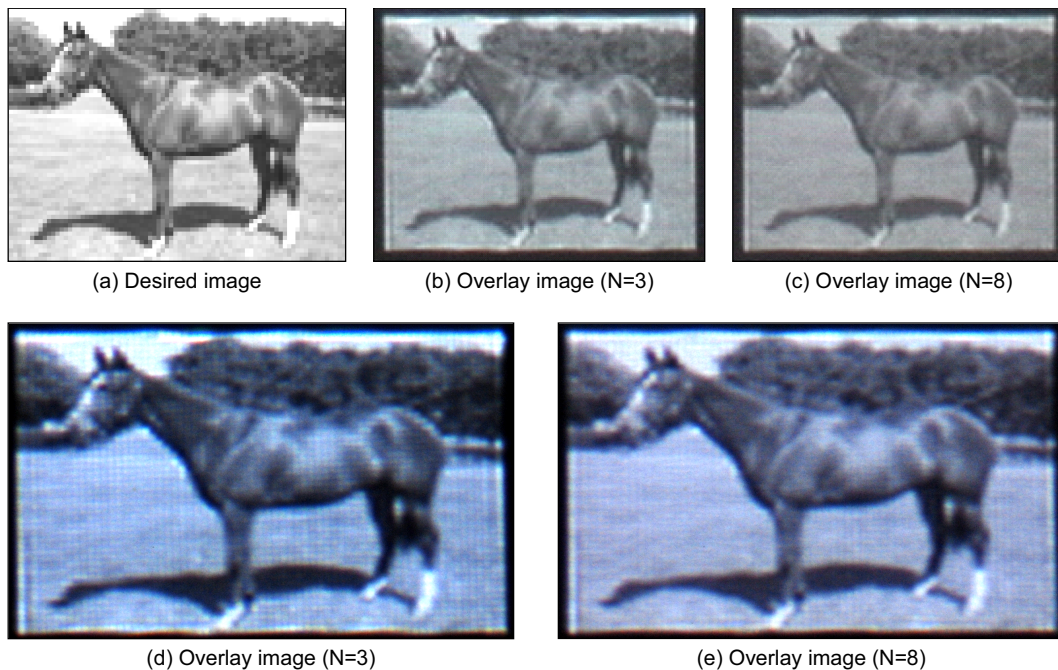 (a) Desired image
(b) Overlay image (N=3)
(c) Overlay image (N=8)
(d) Overlay image (N=3)
(e) Overlay image (N=8)